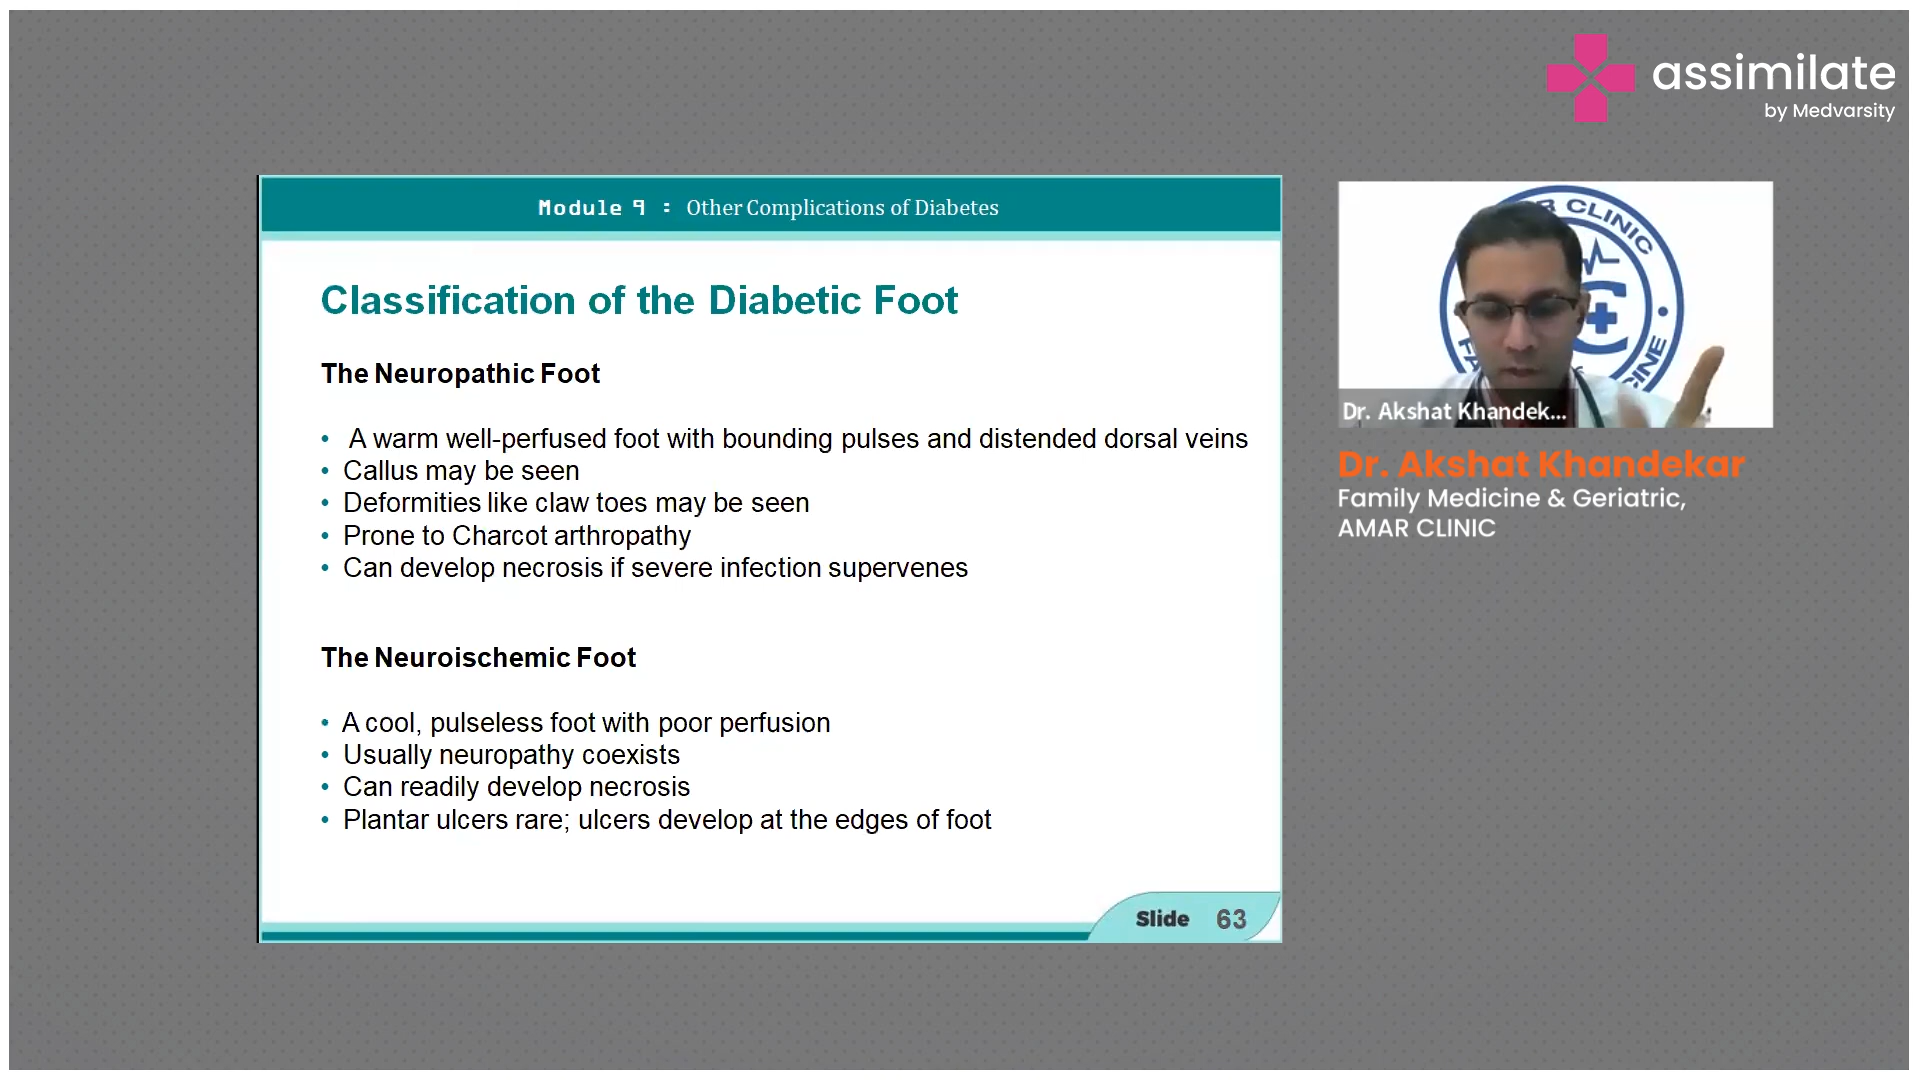 assimilate
by Medvarsity
Module 9 : Other Complications of Diabetes
Classification of the Diabetic Foot
The Neuropathic Foot
• A warm well-perfused foot with bounding pulses and distended dorsal veins
• Callus may be seen
• Deformities like claw toes may be seen
• Prone to Charcot arthropathy
• Can develop necrosis if severe infection supervenes
The Neuroischemic Foot
• A cool, pulseless foot with poor perfusion
• Usually neuropathy coexists
• Can readily develop necrosis
• Plantar ulcers rare; ulcers develop at the edges of foot
Slide 63
R CLINIC
Dr. Akshat Khandek...
Dr. Akshat Khandekar
Family Medicine & Geriatric,
AMAR CLINIC